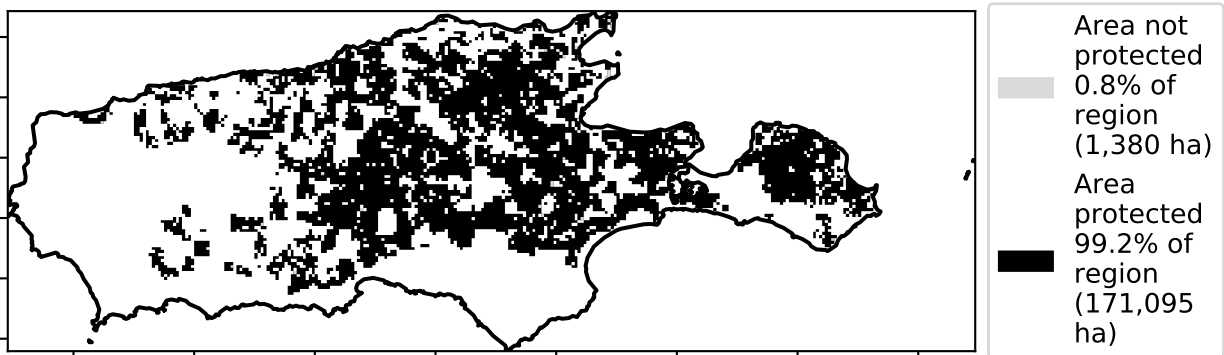 Area not
protected
0.8% of
region
(1,380 ha)
Area
protected
99.2% of
region
(171,095
ha)